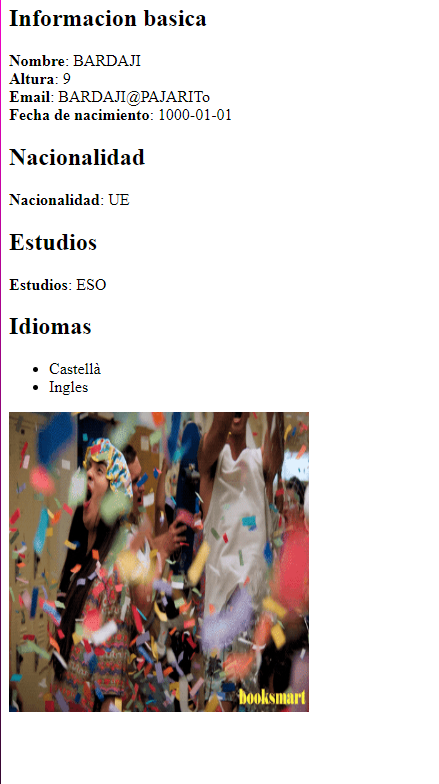 Informacion basica
Nombre: BARDAJI
Altura: 9
Email: BARDAJI@PAJARITo
Fecha de nacimiento: 1000-01-01
Nacionalidad
Nacionalidad: UE
Estudios
Estudios: ESO
Idiomas
Castellà
Ingles
booksmart